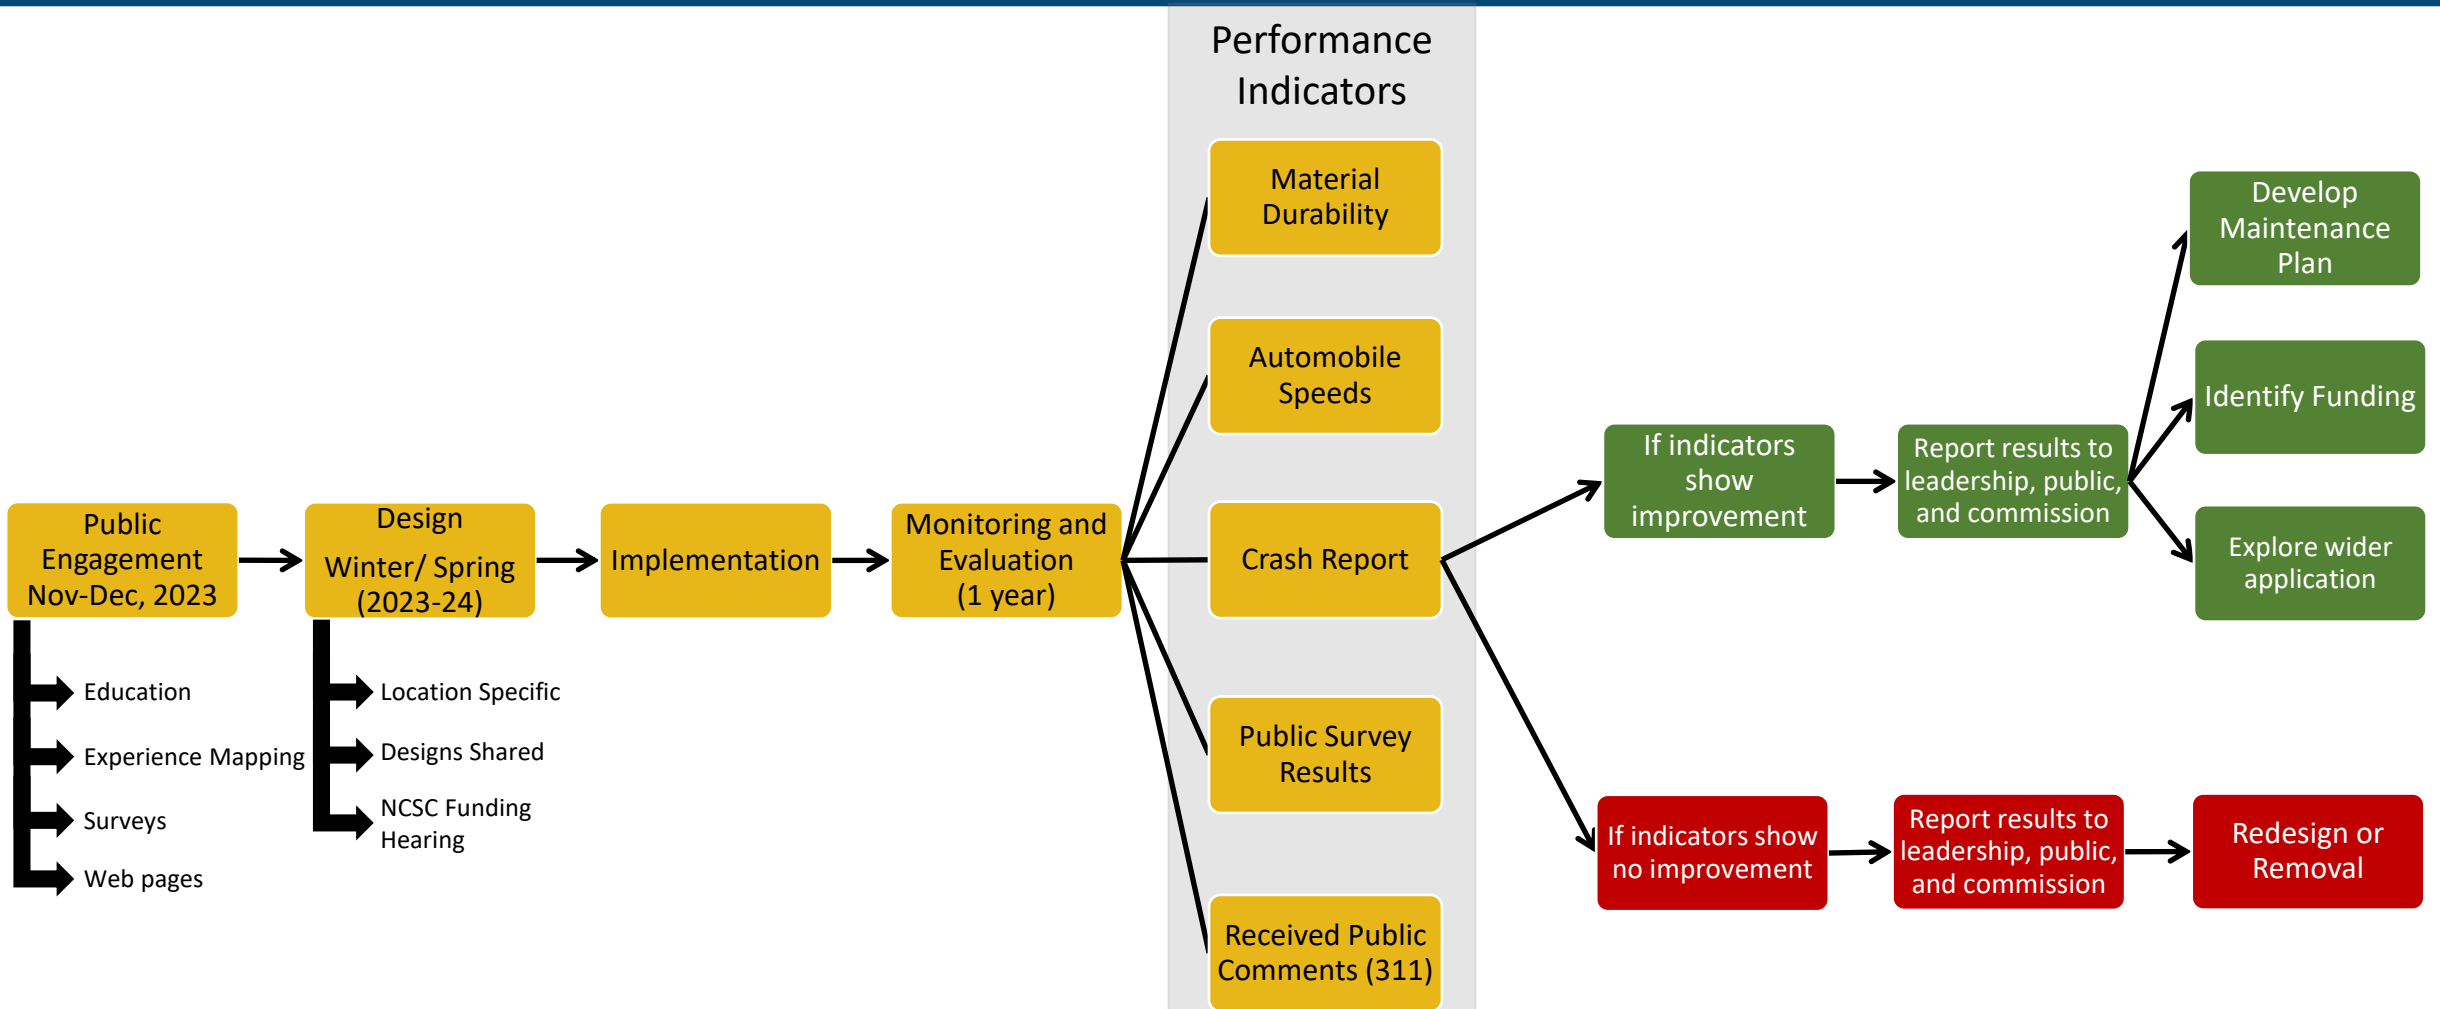 Performance
Indicators
Public
Engagement
Nov-Dec, 2023
Education
Experience Mapping
Surveys
Web pages
Design
Winter/ Spring
(2023-24)
Location Specific
Designs Shared
NCSC Funding
Hearing
Implementation
Monitoring and
Evaluation
(1 year)
Material
Durability
Automobile
Speeds
Crash Report
Public Survey
Results
Received Public
Comments (311)
If indicators
show
improvement
Report results to
leadership, public,
and commission
Develop
Maintenance
Plan
Identify Funding
Explore wider
application
If indicators show
no improvement
Report results to
leadership, public,
and commission
Redesign or
Removal